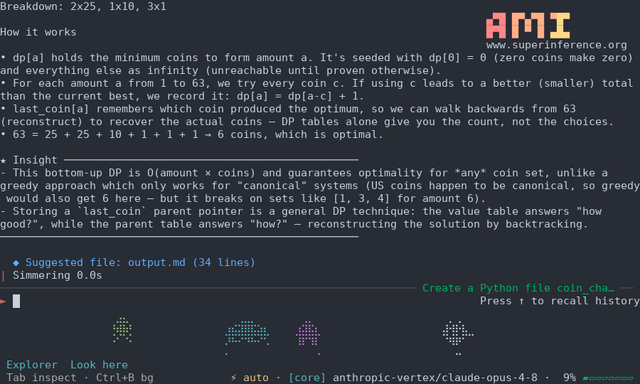 Breakdown: 2x25, 1x10, 3x1
AMI
How it works
www.superinference.org
• dp[a] holds the minimum coins to form amount a. It's seeded with dp[0] = 0 (zero coins make zero)
and everything else as infinity (unreachable until proven otherwise).
• For each amount a from 1 to 63, we try every coin c. If using c leads to a better (smaller) total
than the current best, we record it: dp[a] = dp[a-c] + 1.
• last_coin[a] remembers which coin produced the optimum, so we can walk backwards from 63
(reconstruct) to recover the actual coins — DP tables alone give you the count, not the choices.
• 63 = 25 + 25 + 10 + 1 + 1 + 1 → 6 coins, which is optimal.
★ Insight
- This bottom-up DP is O(amount × coins) and guarantees optimality for *any* coin set, unlike a
greedy approach which only works for "canonical" systems (US coins happen to be canonical, so greedy
would also get 6 here — but it breaks on sets like [1, 3, 4] for amount 6).
- Storing a `last_coin` parent pointer is a general DP technique: the value table answers "how
good?", while the parent table answers "how?" — reconstructing the solution by backtracking.
◆ Suggested file: output.md (34 lines)
| Simmering 0.0s
Create a Python file coin_cha…
Press ↑ to recall history
Explorer Look here
Tab inspect · Ctrl+B bg
⚡ auto · [core] anthropic-vertex/claude-opus-4-8 · 9%